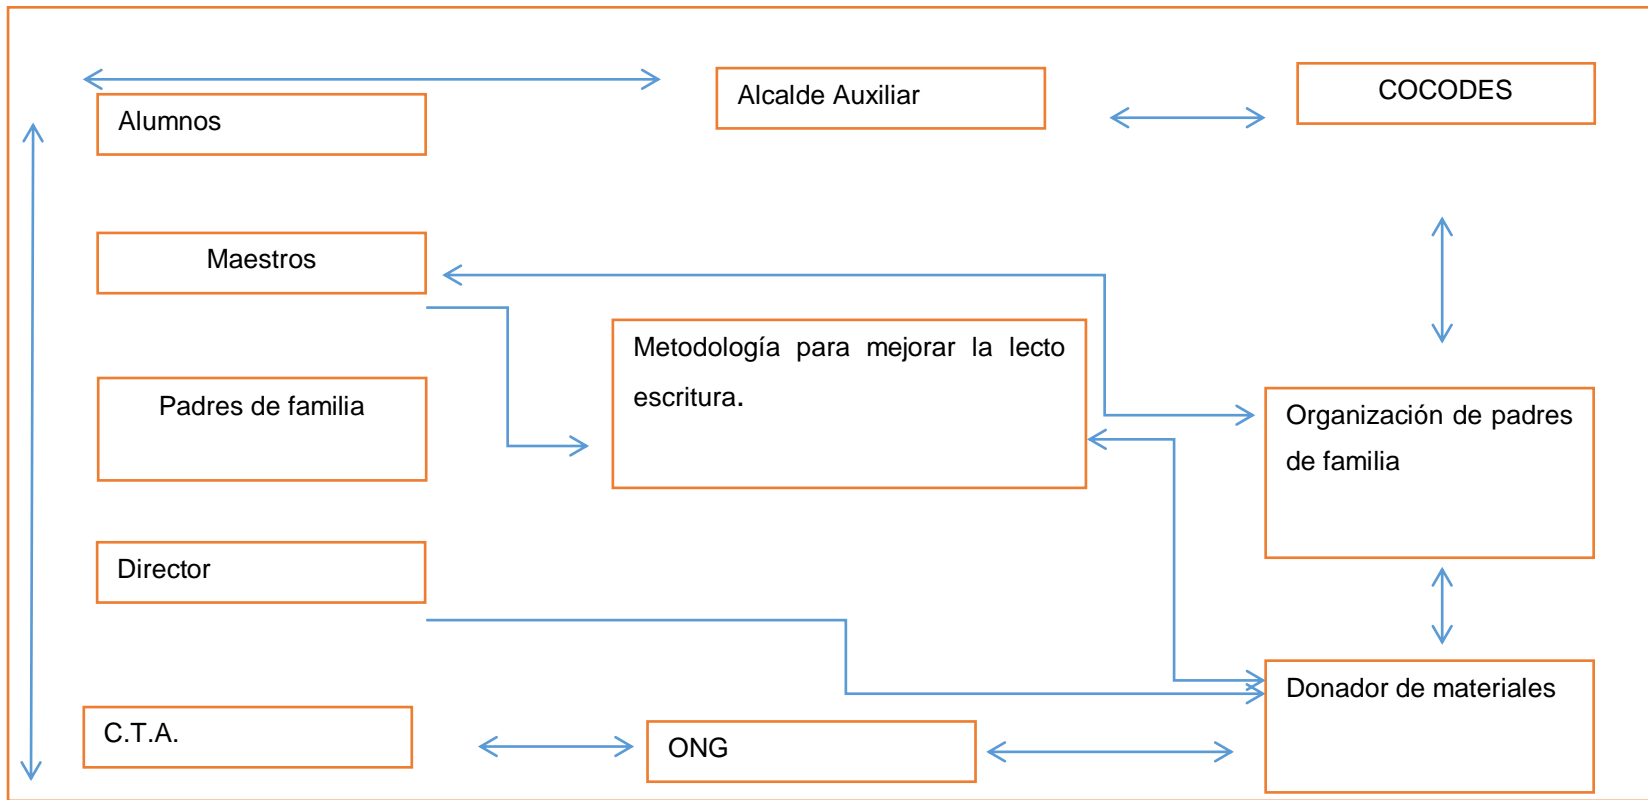 Alumnos
Alcalde Auxiliar
COCODES
Maestros
Metodología para mejorar la lecto
escritura.
Padres de familia
Organización de padres
de familia
Director
Donador de materiales
C.T.A.
ONG